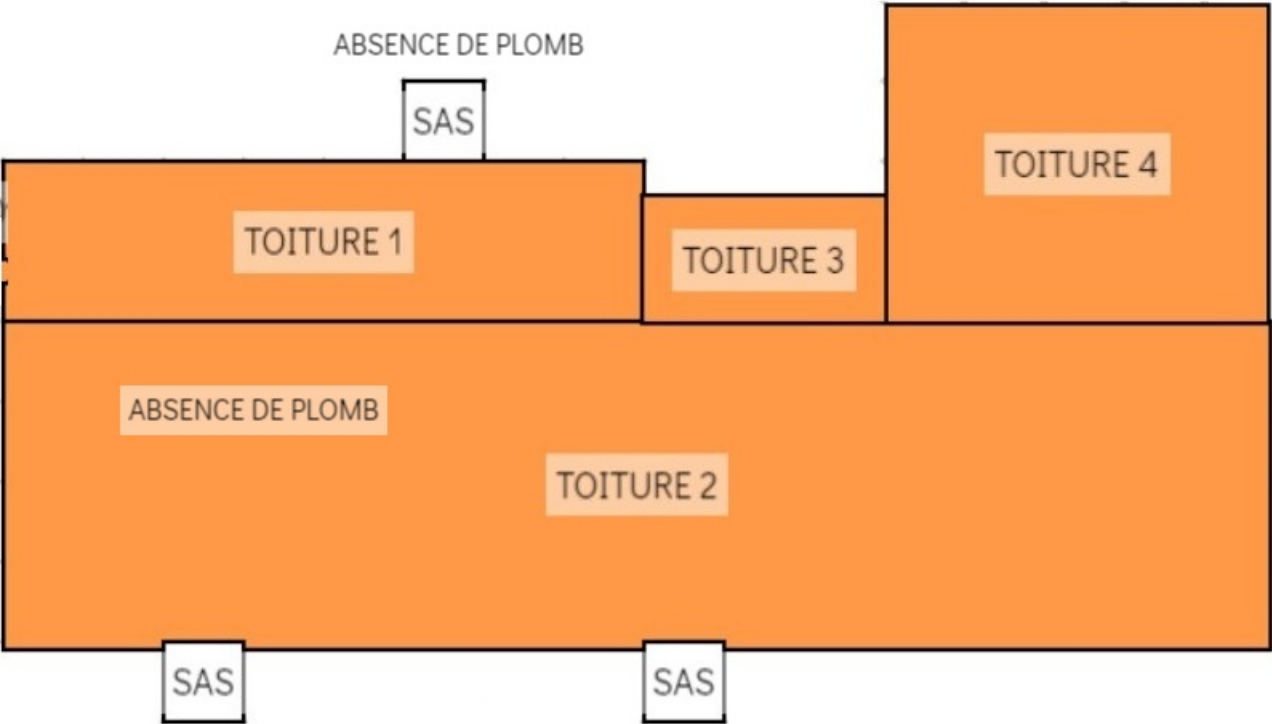 ABSENCE DE PLOMB
SAS
TOITURE 4
TOITURE 1
TOITURE 3
ABSENCE DE PLOMB
TOITURE 2
SAS
SAS